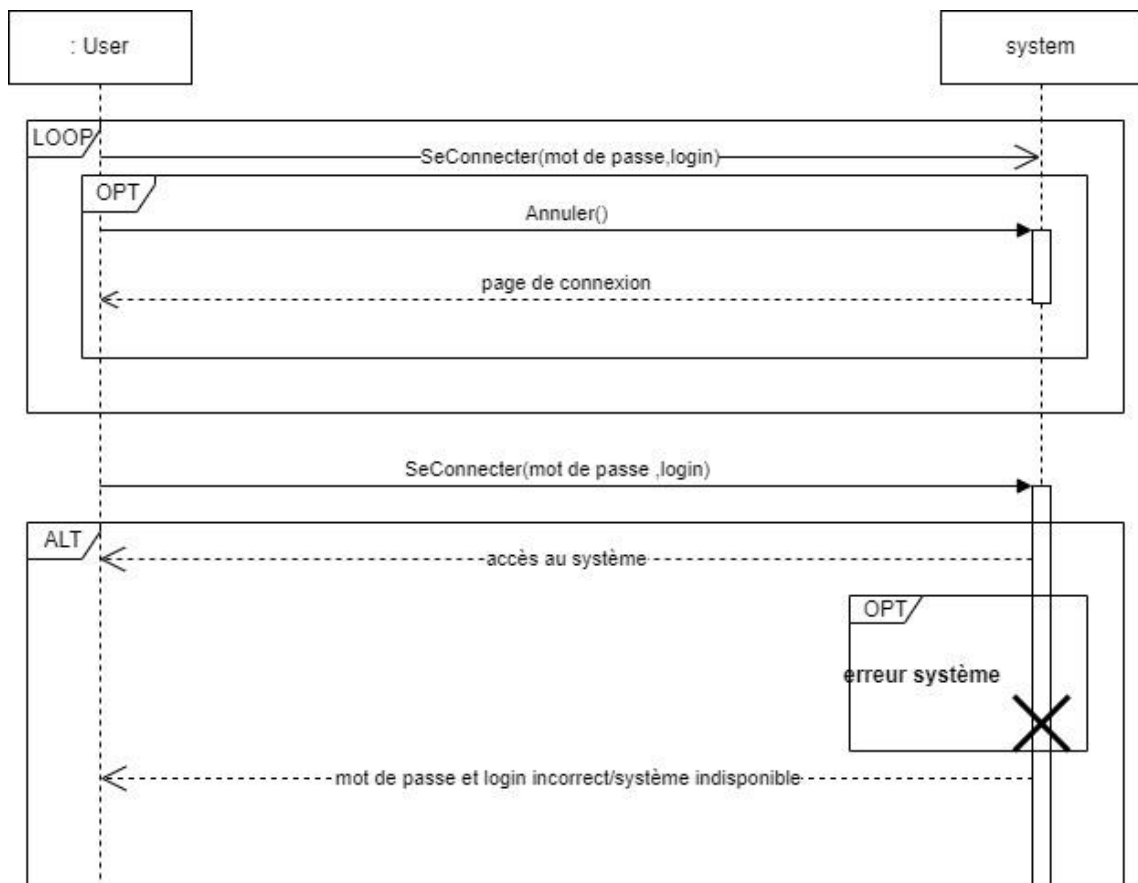 : User
system
LOOP
SeConnecter(mot de passe,login)
OPT
Annuler()
page de connexion
SeConnecter(mot de passe ,login)
ALT
accès au système
OPT
erreur système
mot de passe et login incorrect/système indisponible